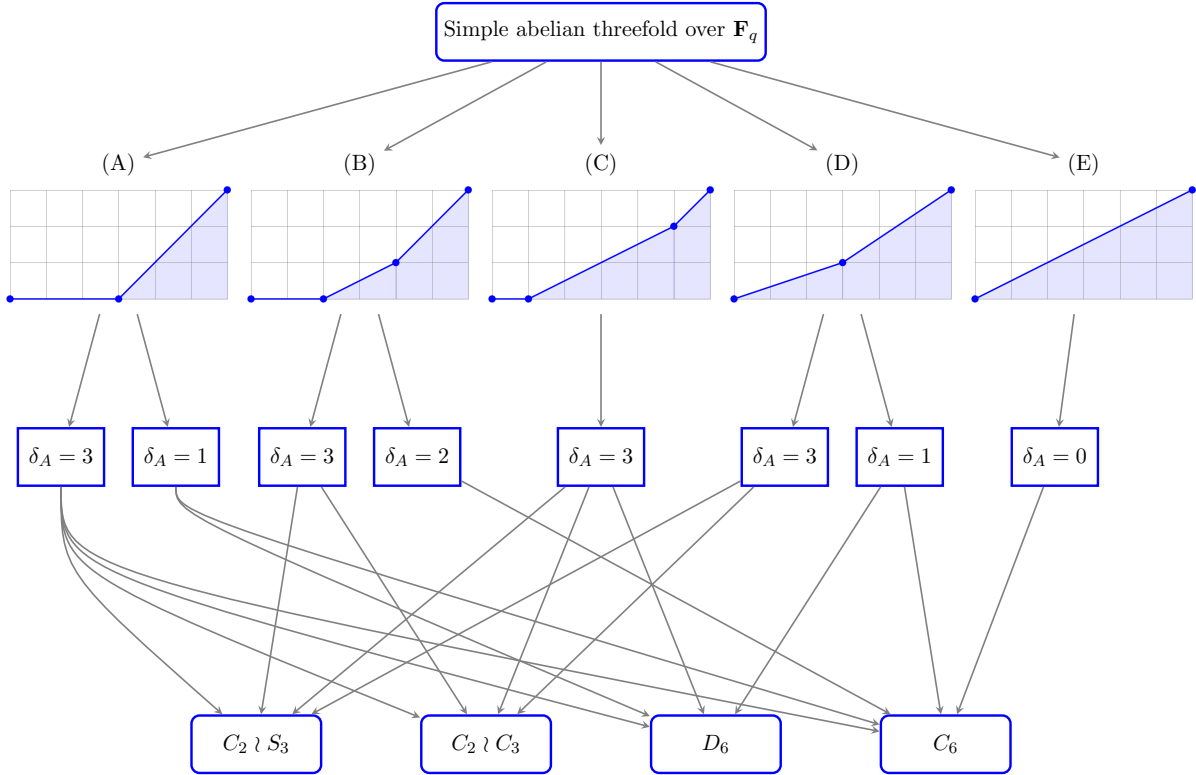 Simple abelian threefold over F_q
(A) (B) (C) (D) (E)
δ_A = 3 δ_A = 1 δ_A = 3 δ_A = 2 δ_A = 3 δ_A = 3 δ_A = 1 δ_A = 0
C_2 ≀ S_3 C_2 ≀ C_3 D_6 C_6